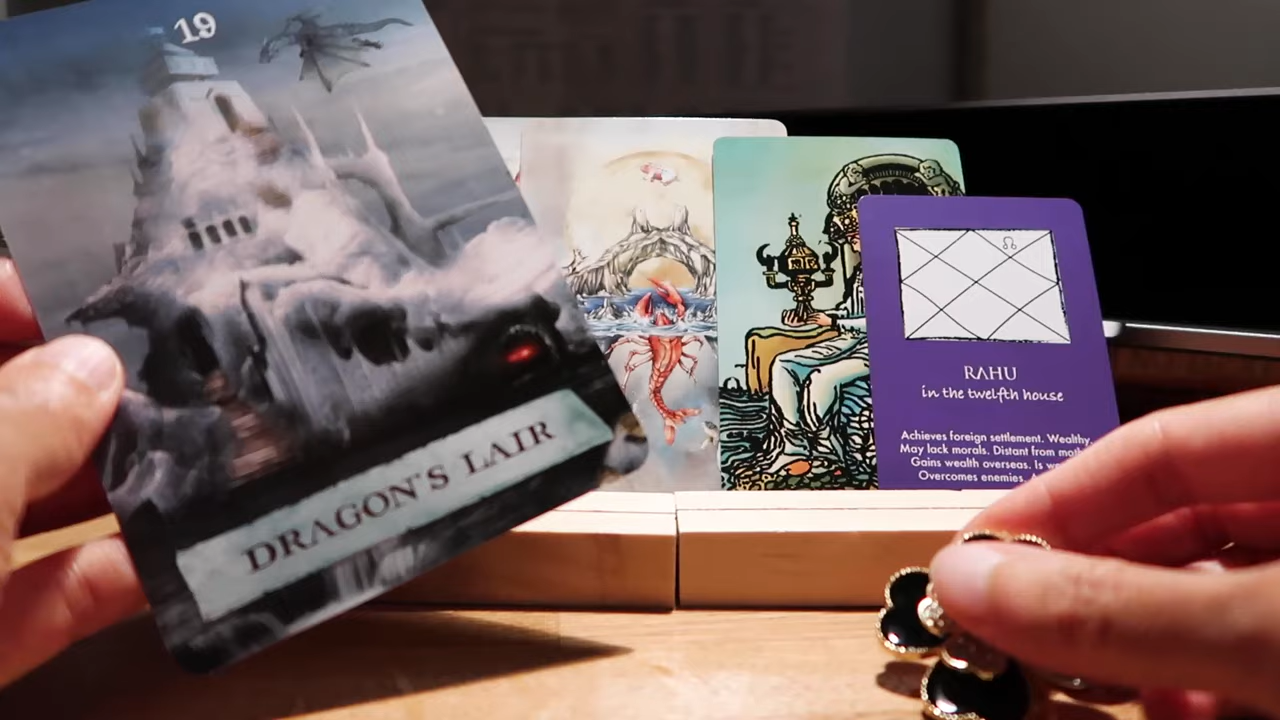 19
DRAGON'S LAIR
RAHU
in the twelfth house
Achieves foreign settlement. Wealthy.
May lack morals. Distant from
Gains wealth overseas. Is
Overcomes enemies.